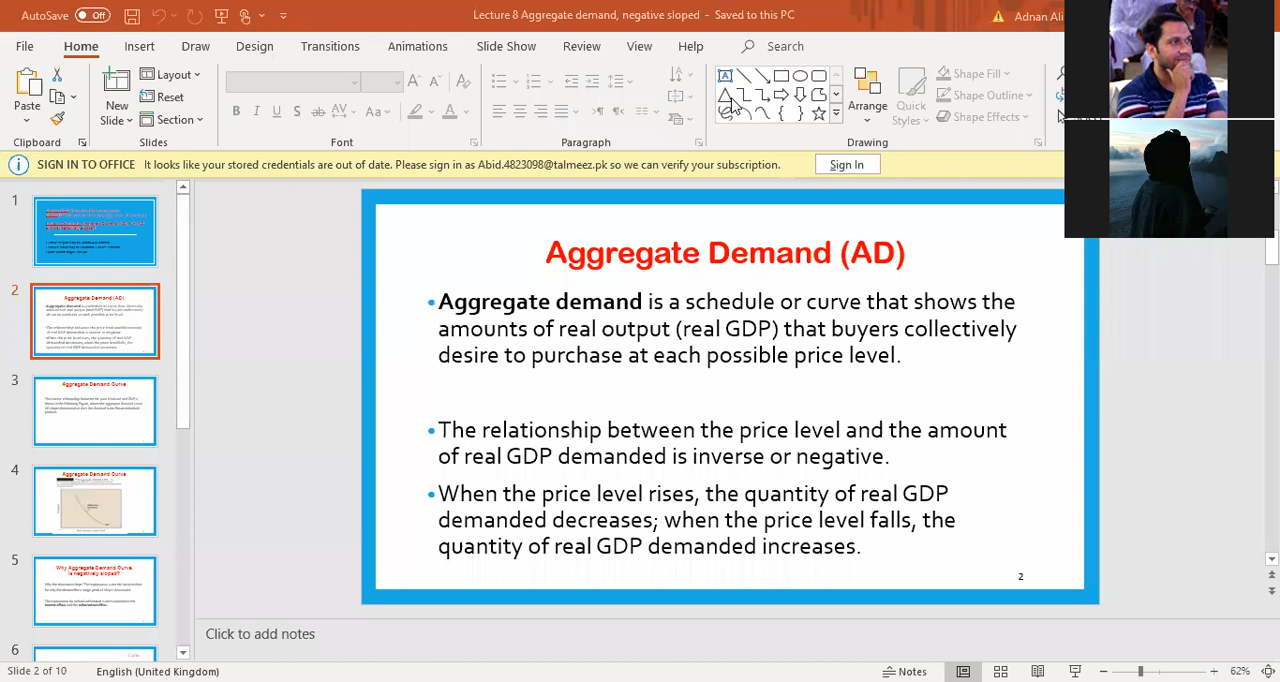 AutoSave Off Lecture 8 Aggregate demand, negative sloped - Saved to this PC Adnan Ali
File Home Insert Draw Design Transitions Animations Slide Show Review View Help Search
Paste
New
Slide
Layout
Reset
Section
Arrange
Quick
Styles
Shape Fill
Shape Outline
Shape Effects
Clipboard Slides Font Paragraph Drawing
SIGN IN TO OFFICE It looks like your stored credentials are out of date. Please sign in as Abid.4823098@talmeez.pk so we can verify your subscription. Sign In
1
2
Aggregate Demand (AD)
3
Aggregate Demand Curve
4
Aggregate Demand Curve
5
Why Aggregate Demand Curve
is negatively sloped?
6
Aggregate Demand (AD)
•Aggregate demand is a schedule or curve that shows the
amounts of real output (real GDP) that buyers collectively
desire to purchase at each possible price level.
•The relationship between the price level and the amount
of real GDP demanded is inverse or negative.
•When the price level rises, the quantity of real GDP
demanded decreases; when the price level falls, the
quantity of real GDP demanded increases.
2
Click to add notes
Slide 2 of 10 English (United Kingdom) Notes 62%